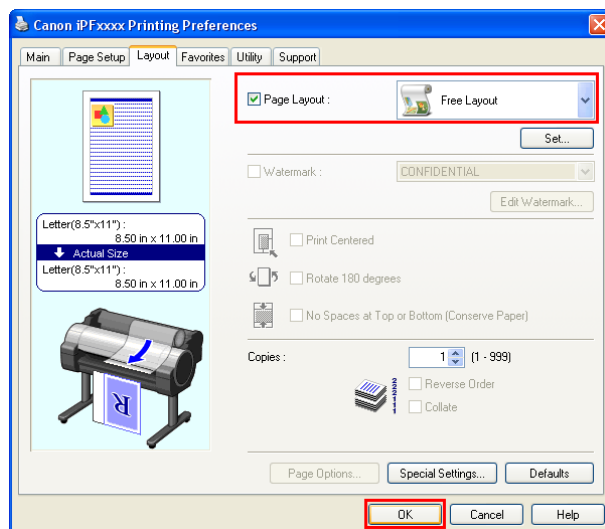 Canon iPFxxxx Printing Preferences
Main Page Setup Layout Favorites Utility Support
Page Layout : Free Layout
Set...
Watermark : CONFIDENTIAL
Edit Watermark...
Letter(8.5"x11") :
8.50 in x 11.00 in
Actual Size
Letter(8.5"x11") :
8.50 in x 11.00 in
Print Centered
Rotate 180 degrees
No Spaces at Top or Bottom (Conserve Paper)
Copies : 1 (1 - 999)
Reverse Order
Collate
R
Page Options... Special Settings... Defaults
OK Cancel Help